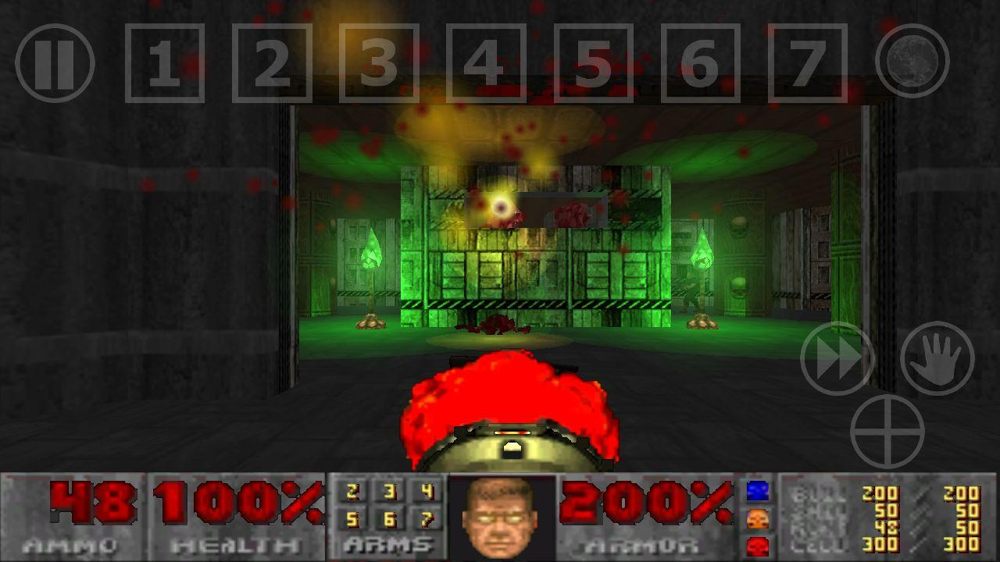 1 2 3 4 5 6 7
48 100% 200%
2 3 4
5 6 7
AMMO HEALTH ARMS ARMOR
BULL 200 / 200
SHEL 50 / 50
RCKT 48 / 50
CELL 300 / 300